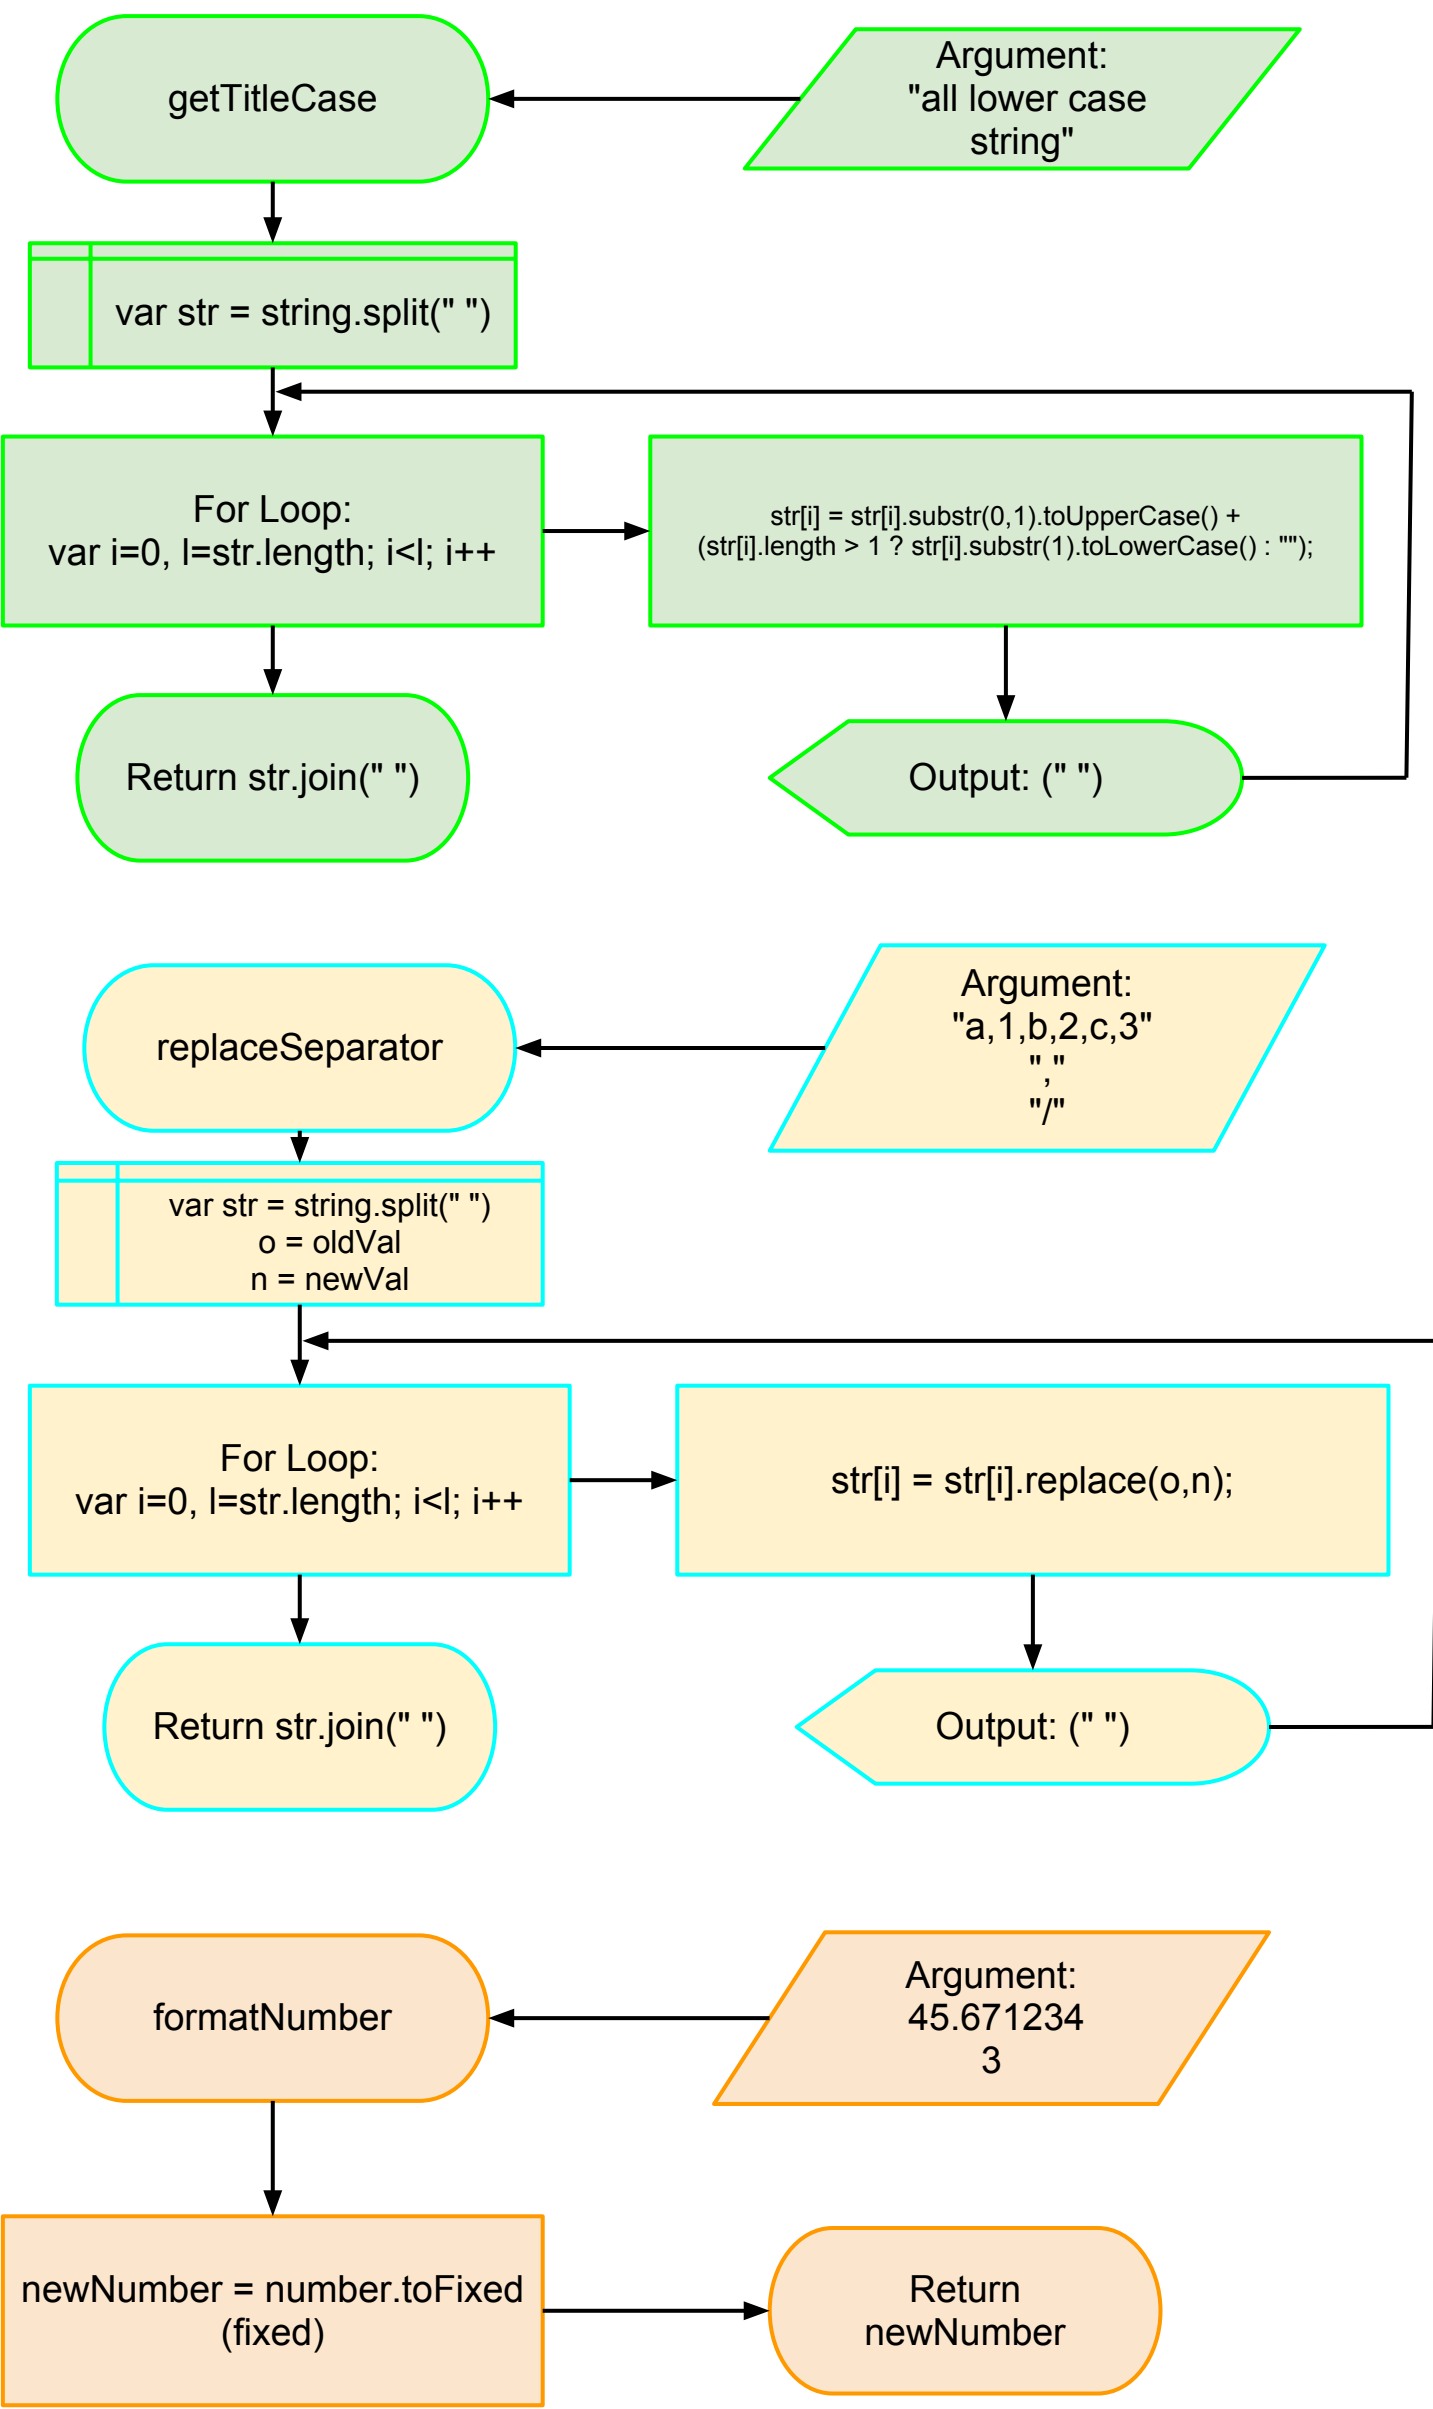 getTitleCase
Argument:
"all lower case
string"
var str = string.split(" ")
For Loop:
var i=0, l=str.length; i<l; i++
str[i] = str[i].substr(0,1).toUpperCase() +
(str[i].length > 1 ? str[i].substr(1).toLowerCase() : "");
Return str.join(" ")
Output: (" ")
replaceSeparator
Argument:
"a,1,b,2,c,3"
","
"/"
var str = string.split(" ")
o = oldVal
n = newVal
For Loop:
var i=0, l=str.length; i<l; i++
str[i] = str[i].replace(o,n);
Return str.join(" ")
Output: (" ")
formatNumber
Argument:
45.671234
3
newNumber = number.toFixed
(fixed)
Return
newNumber